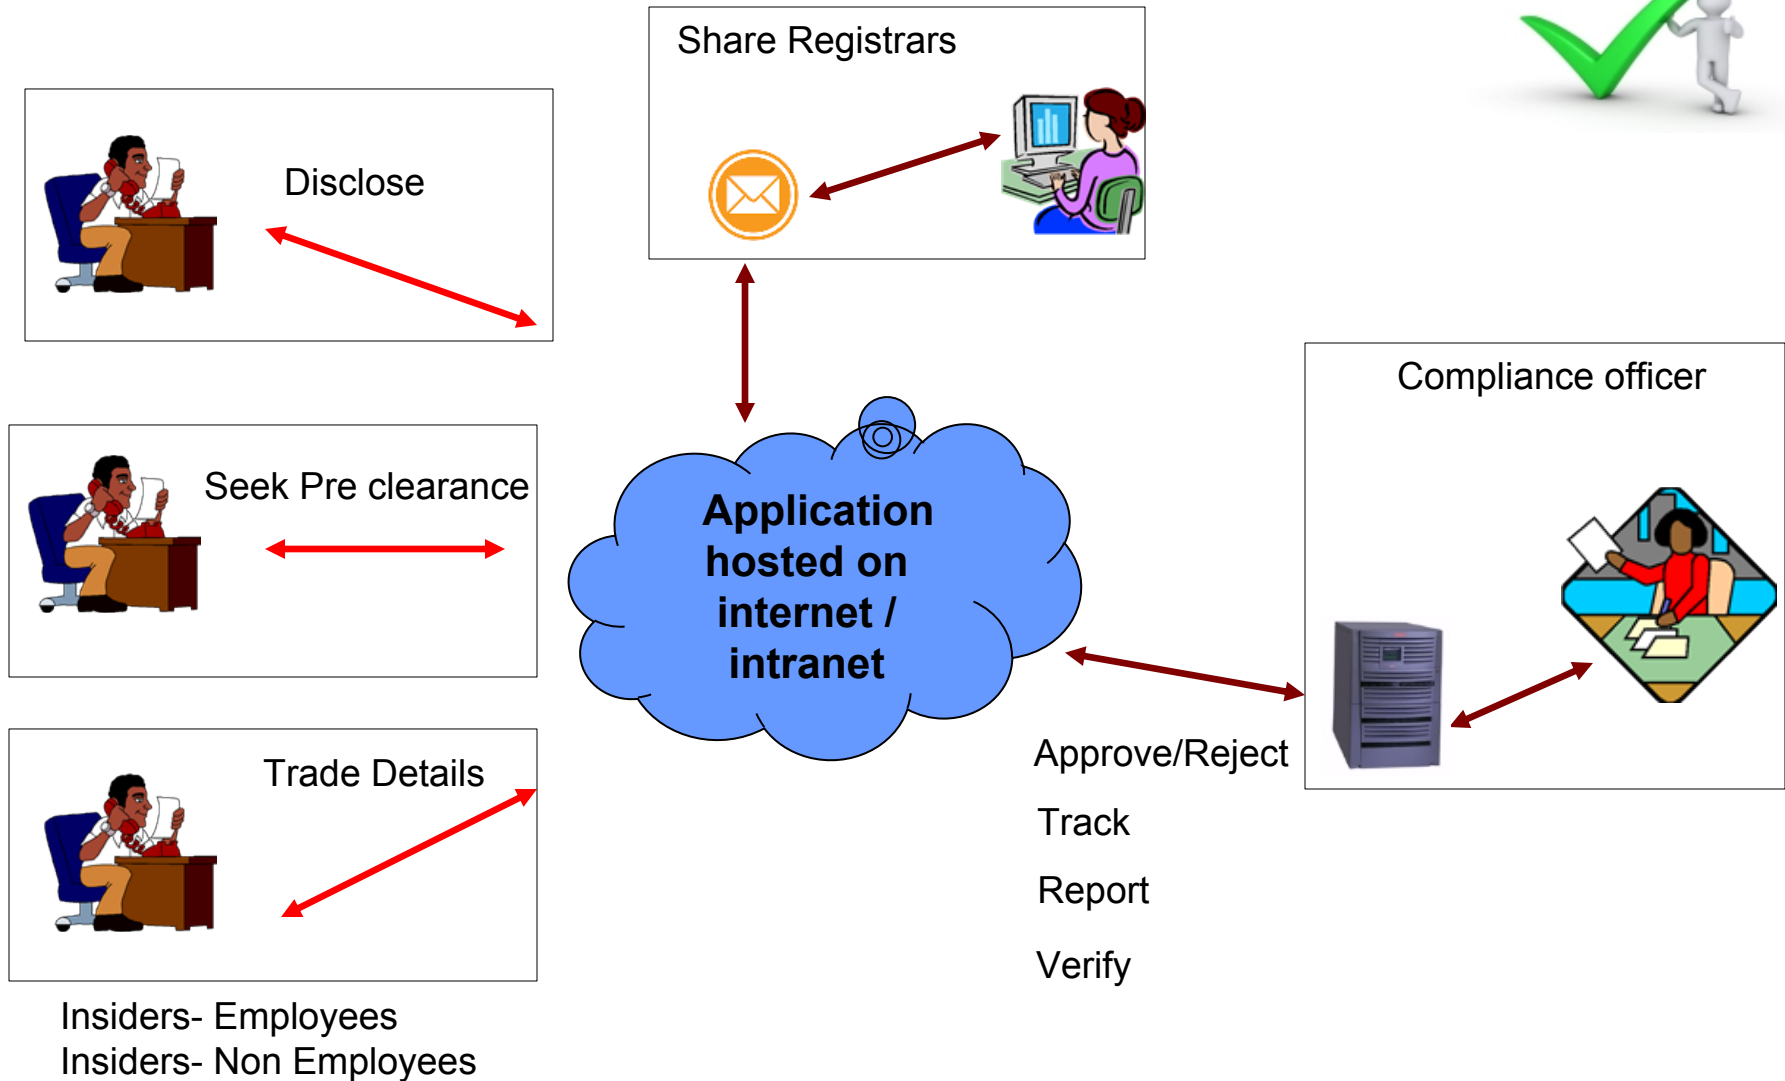 Share Registrars
Disclose
Compliance officer
Seek Pre clearance
Application
hosted on
internet /
intranet
Trade Details
Approve/Reject
Track
Report
Verify
Insiders- Employees
Insiders- Non Employees